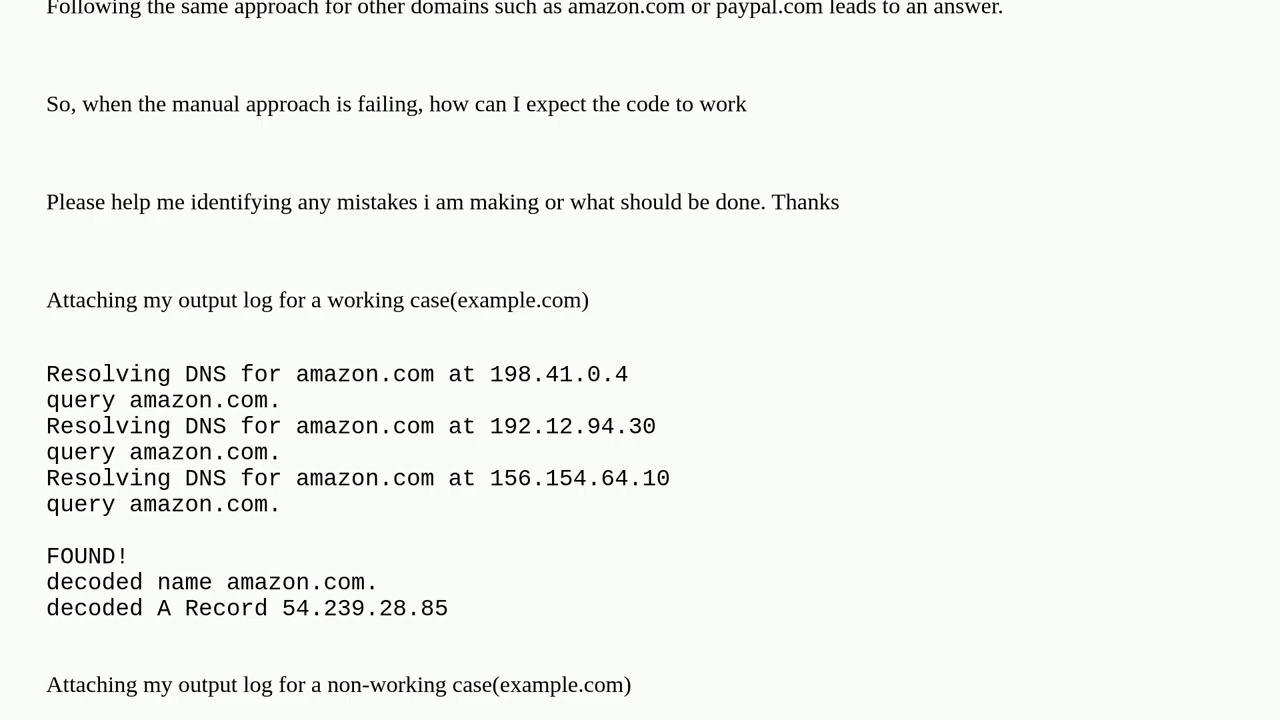 Following the same approach for other domains such as amazon.com or paypal.com leads to an answer.
So, when the manual approach is failing, how can I expect the code to work
Please help me identifying any mistakes i am making or what should be done. Thanks
Attaching my output log for a working case(example.com)
Resolving DNS for amazon.com at 198.41.0.4
query amazon.com.
Resolving DNS for amazon.com at 192.12.94.30
query amazon.com.
Resolving DNS for amazon.com at 156.154.64.10
query amazon.com.
FOUND!
decoded name amazon.com.
decoded A Record 54.239.28.85
Attaching my output log for a non-working case(example.com)